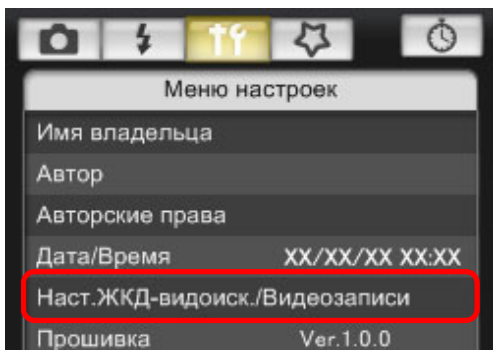 Меню настроек
Имя владельца
Автор
Авторские права
Дата/Время XX/XX/XX XX:XX
Наст.ЖКД-видоиск./Видеозаписи
Прошивка Ver.1.0.0